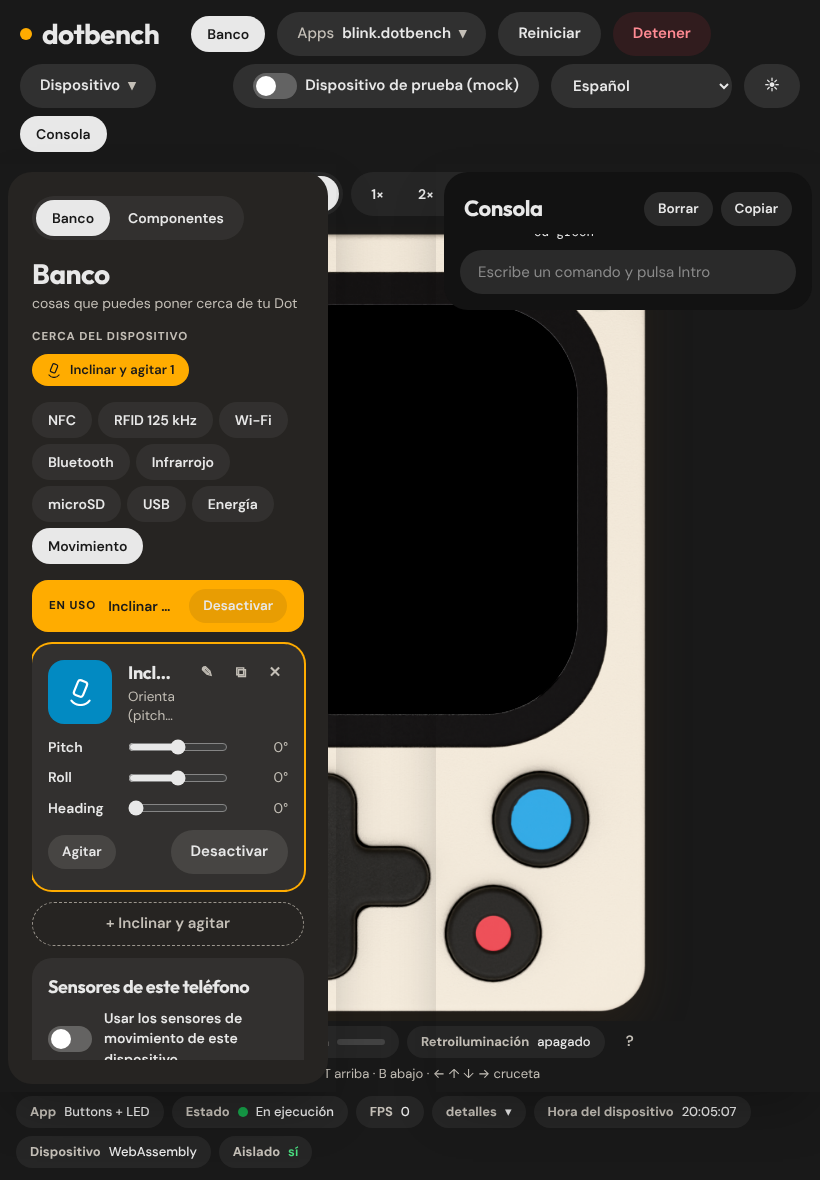 dotbench
Banco
Apps blink.dotbench ▾
Reiniciar
Detener
Dispositivo ▾
Dispositivo de prueba (mock)
Español
Consola
Banco
Componentes
1×
2×
Consola
Borrar
Copiar
Escribe un comando y pulsa Intro
Banco
cosas que puedes poner cerca de tu Dot
CERCA DEL DISPOSITIVO
Inclinar y agitar 1
NFC
RFID 125 kHz
Wi-Fi
Bluetooth
Infrarrojo
microSD
USB
Energía
Movimiento
EN USO Inclinar ...
Desactivar
Incl...
Orienta
(pitch...
Pitch 0°
Roll 0°
Heading 0°
Agitar
Desactivar
+ Inclinar y agitar
Sensores de este teléfono
Usar los sensores de
movimiento de este
dispositivo
Retroiluminación apagado
?
T arriba · B abajo · ← ↑ ↓ → cruceta
App Buttons + LED
Estado En ejecución
FPS 0
detalles ▾
Hora del dispositivo 20:05:07
Dispositivo WebAssembly
Aislado sí